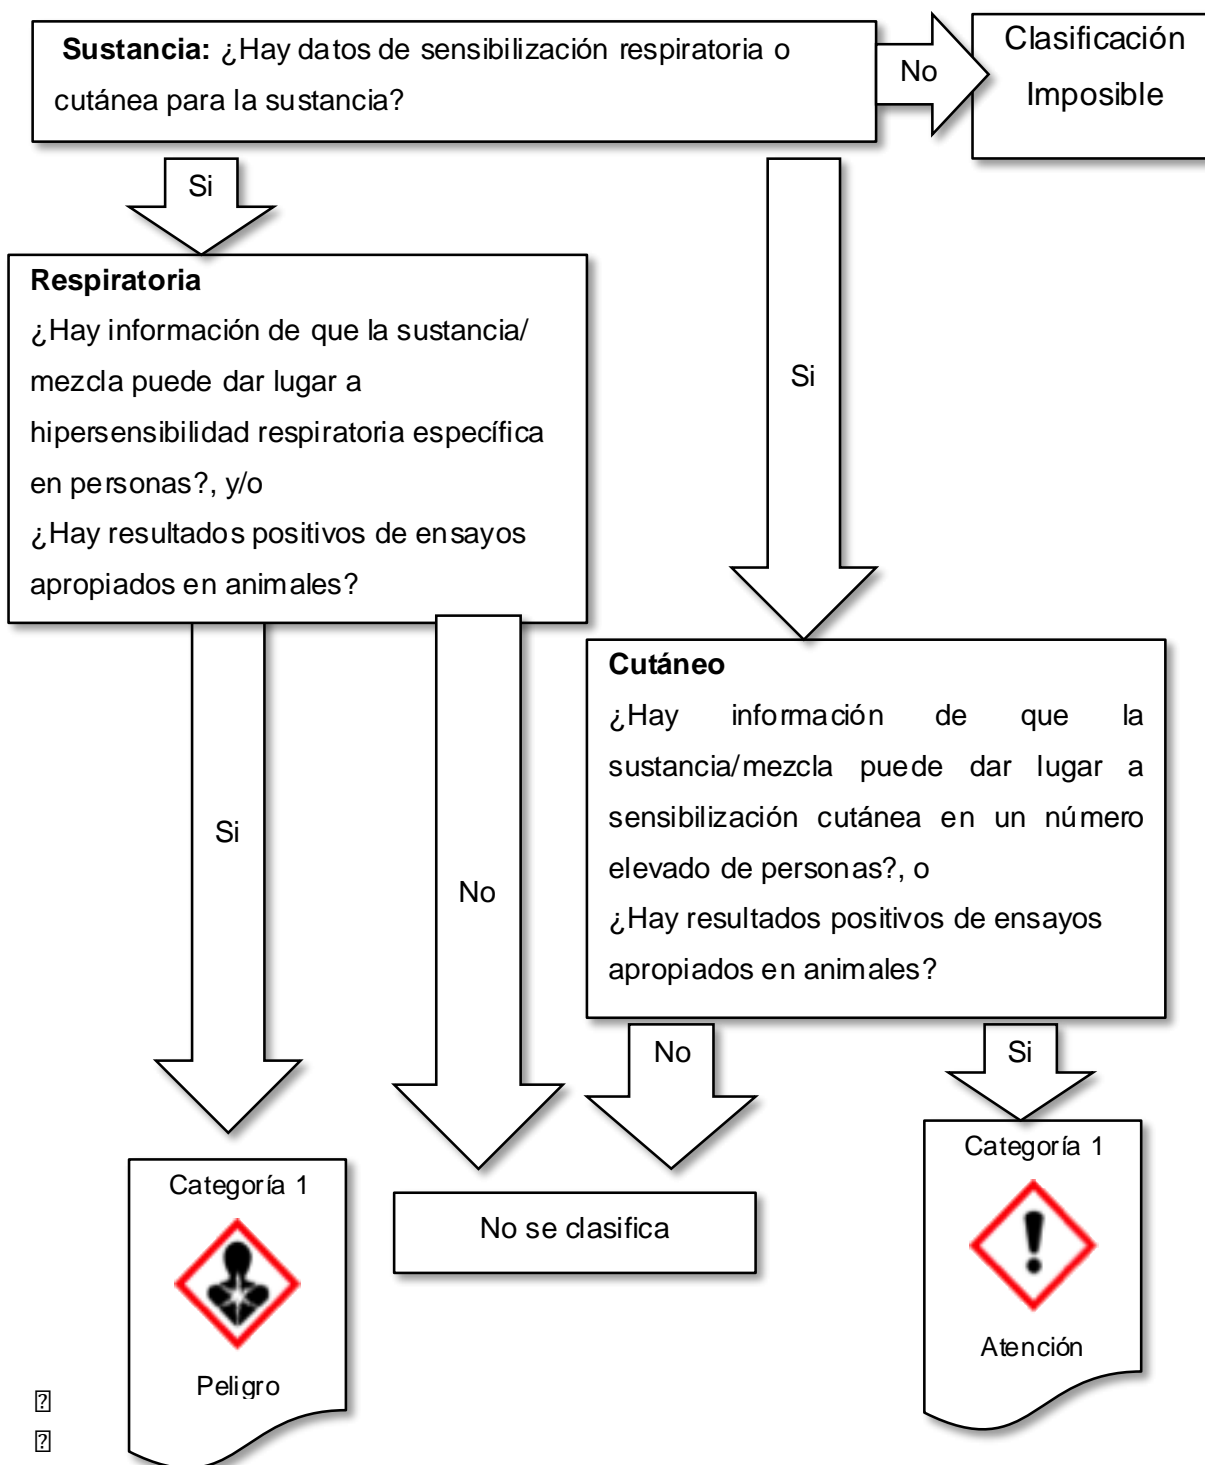 Sustancia: ¿Hay datos de sensibilización respiratoria o
cutánea para la sustancia?
No
Clasificación
Imposible
Si
Respiratoria
¿Hay información de que la sustancia/
mezcla puede dar lugar a
hipersensibilidad respiratoria específica
en personas?, y/o
¿Hay resultados positivos de ensayos
apropiados en animales?
Si
Cutáneo
¿Hay información de que la
sustancia/mezcla puede dar lugar a
sensibilización cutánea en un número
elevado de personas?, o
¿Hay resultados positivos de ensayos
apropiados en animales?
Si
No
No
Si
Categoría 1
Peligro
No se clasifica
Categoría 1
Atención